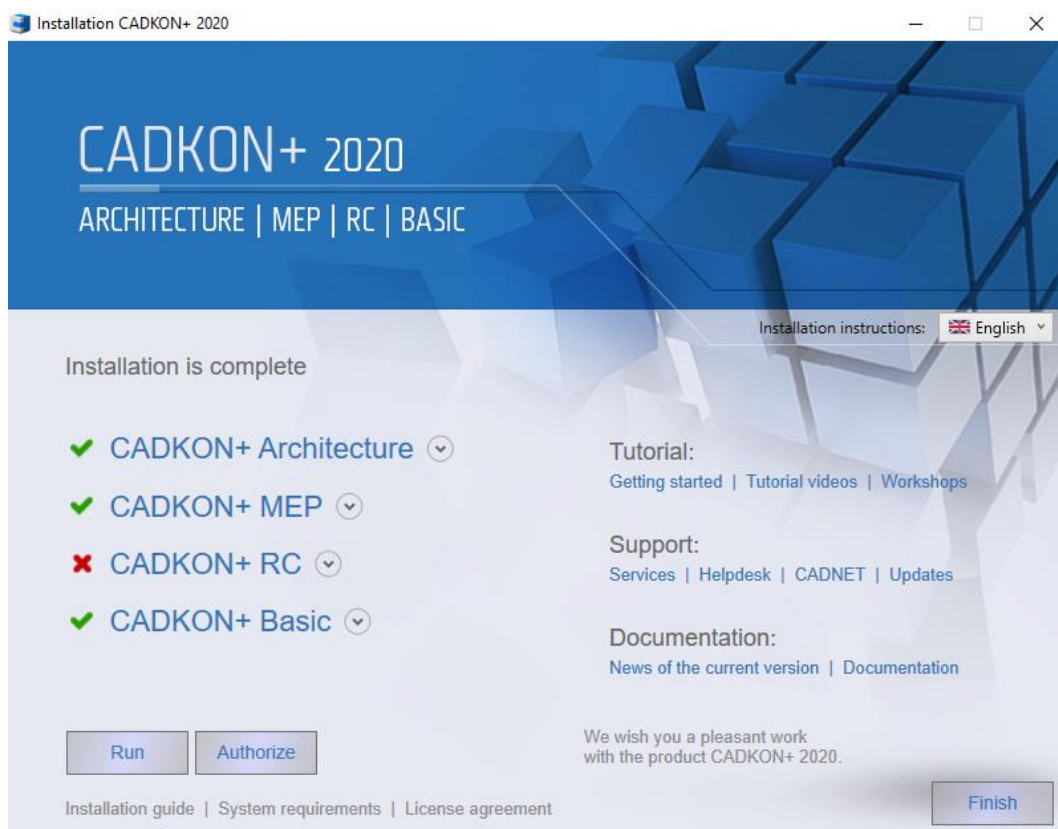 Installation CADKON+ 2020
CADKON+ 2020
ARCHITECTURE | MEP | RC | BASIC
Installation instructions: English
Installation is complete
CADKON+ Architecture
CADKON+ MEP
CADKON+ RC
CADKON+ Basic
Tutorial:
Getting started | Tutorial videos | Workshops
Support:
Services | Helpdesk | CADNET | Updates
Documentation:
News of the current version | Documentation
Run Authorize
We wish you a pleasant work
with the product CADKON+ 2020.
Installation guide | System requirements | License agreement
Finish